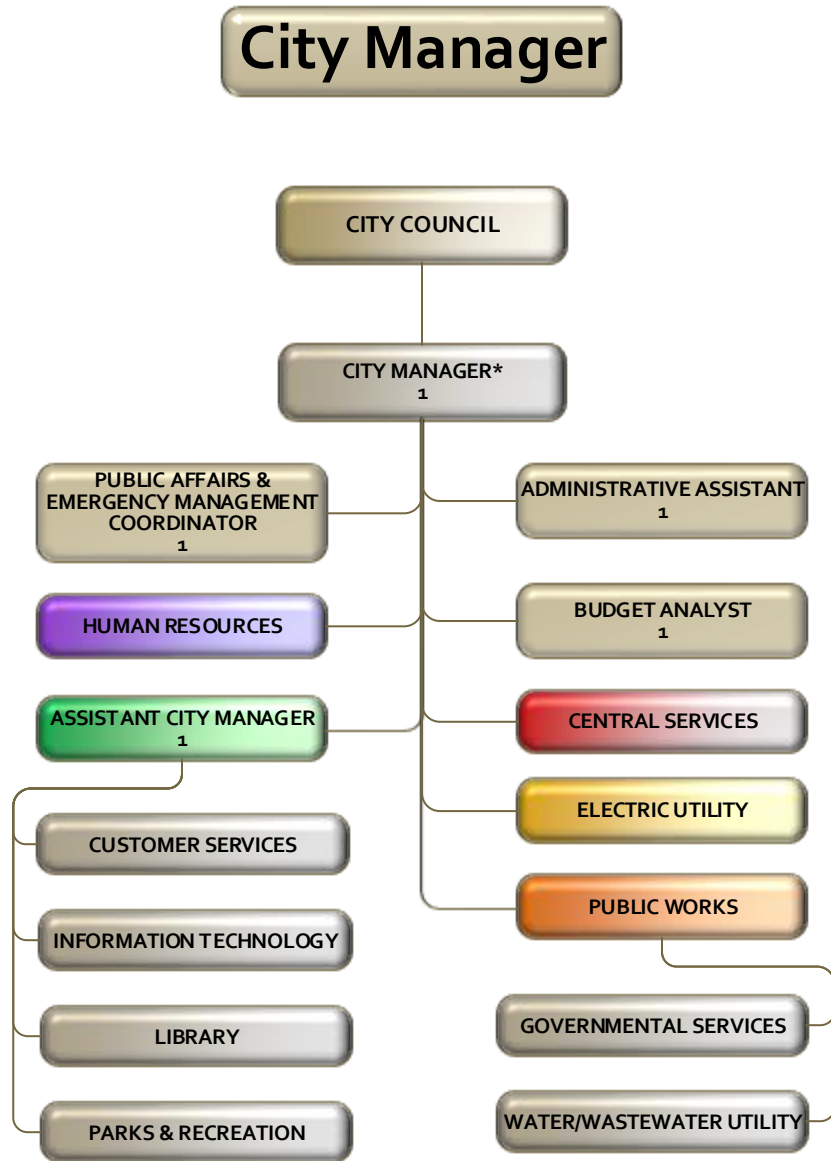 City Manager
CITY COUNCIL
CITY MANAGER*
1
PUBLIC AFFAIRS &
EMERGENCY MANAGEMENT
COORDINATOR
1
ADMINISTRATIVE ASSISTANT
1
HUMAN RESOURCES
BUDGET ANALYST
1
ASSISTANT CITY MANAGER
1
CENTRAL SERVICES
ELECTRIC UTILITY
CUSTOMER SERVICES
PUBLIC WORKS
INFORMATION TECHNOLOGY
GOVERNMENTAL SERVICES
LIBRARY
WATER/WASTEWATER UTILITY
PARKS & RECREATION